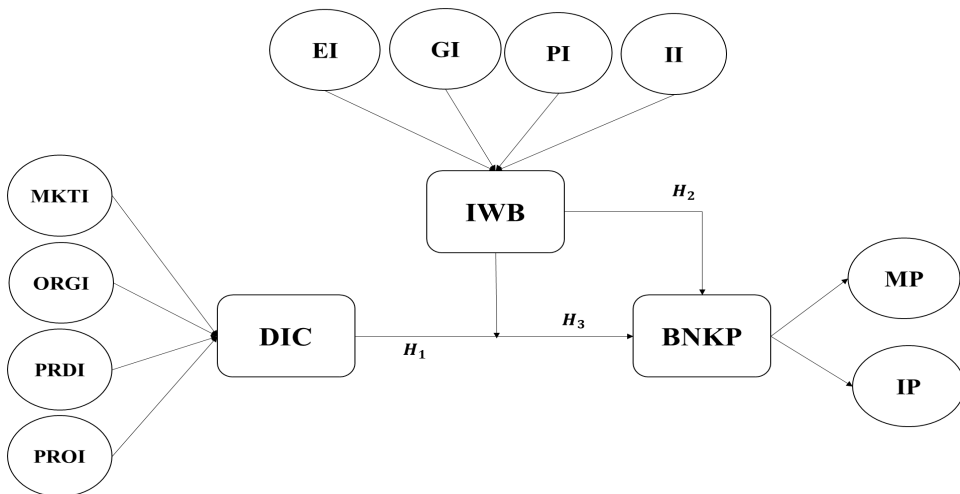 EI
GI
PI
II
MKTI
IWB
H₂
ORGI
MP
DIC
H₁
H₃
BNKP
PRDI
IP
PROI